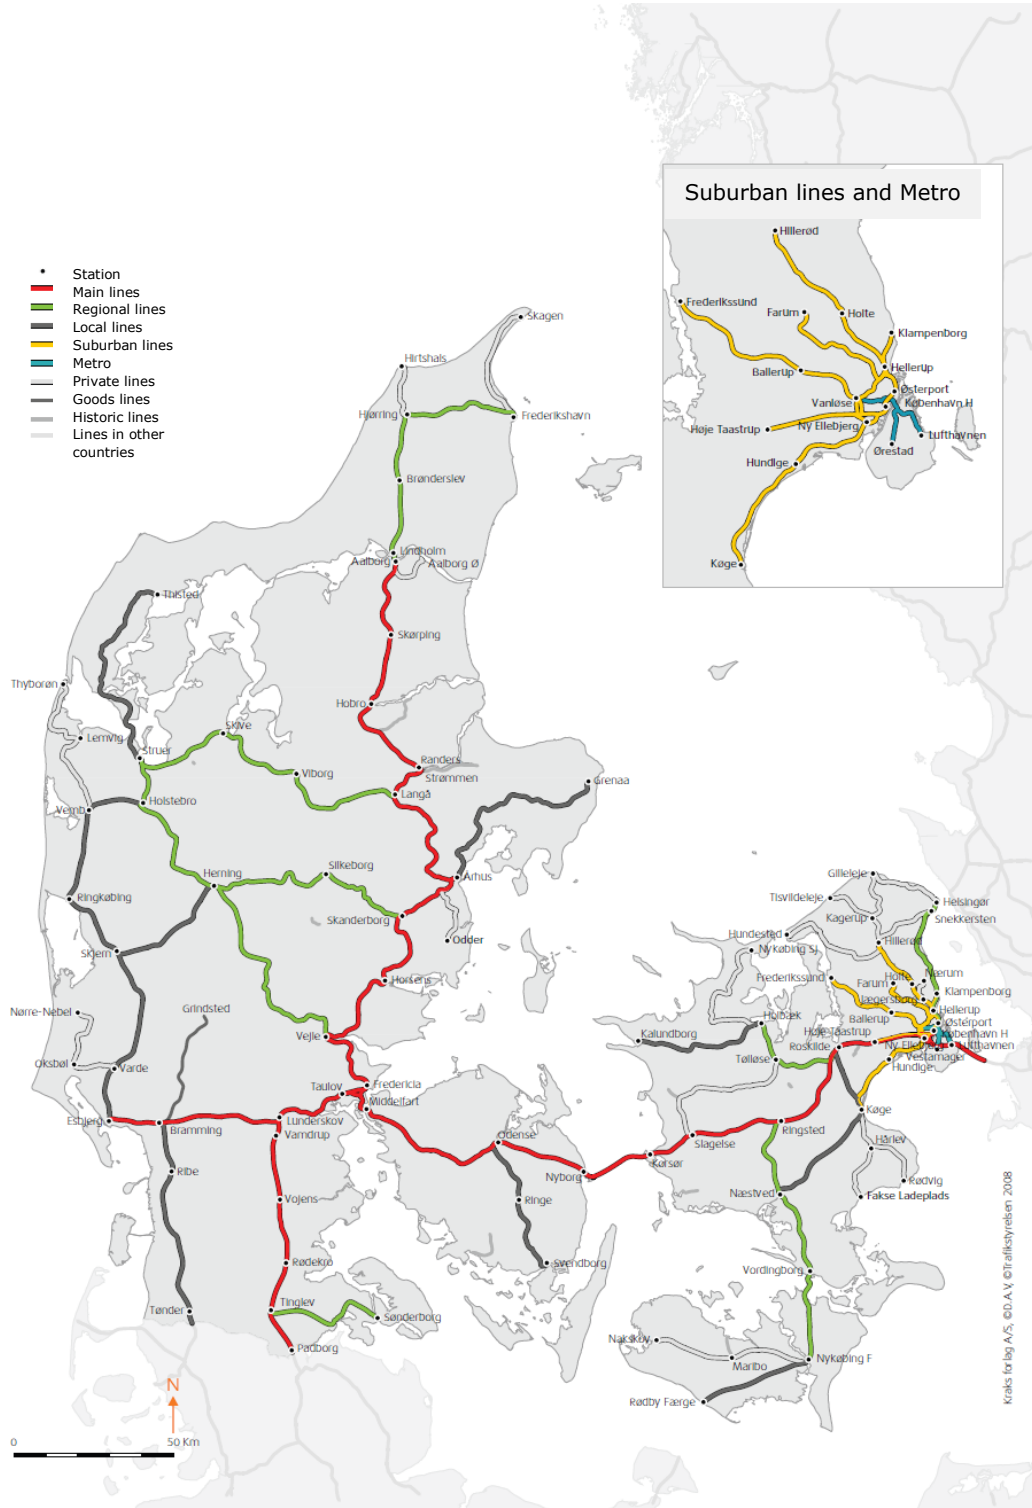 Suburban lines and Metro
Hillerød
Frederikssund
Farum
Holte
Klampenborg
Ballerup
Hellerup
Østerport
Vanløse
København H
Høje Taastrup
Ny Ellebjerg
Lufthavnen
Ørestad
Hundige
Køge
Station
Main lines
Regional lines
Local lines
Suburban lines
Metro
Private lines
Goods lines
Historic lines
Lines in other
countries
Skagen
Hirtshals
Hjørring
Frederikshavn
Brønderslev
Lindholm
Aalborg
Aalborg Ø
Thisted
Skørping
Thyborøn
Hobro
Lemvig
Skive
Struer
Randers
Viborg
Strømmen
Grenaa
Langå
Holstebro
Vemb
Silkeborg
Herning
Århus
Ringkøbing
Skanderborg
Odder
Skjern
Horsens
Grindsted
Nørre-Nebel
Vejle
Oksbøl
Varde
Taulov
Fredericia
Middelfart
Esbjerg
Bramming
Lunderskov
Vamdrup
Odense
Ribe
Nyborg
Vojens
Ringe
Rødekro
Svendborg
Tønder
Tinglev
Sønderborg
Padborg
Gilleleje
Tisvildeleje
Helsingør
Kagerup
Snekkersten
Hundested
Hillerød
Nykøbing Sj
Frederikssund
Farum
Holte
Nærum
Jægersborg
Klampenborg
Ballerup
Hellerup
Holbæk
Østerport
Kalundborg
Høje Taastrup
København H
Roskilde
Ny Ellebjerg
Lufthavnen
Tølløse
Vestamager
Hundige
Køge
Ringsted
Slagelse
Hårlev
Korsør
Rødvig
Næstved
Fakse Ladeplads
Vordingborg
Nakskov
Maribo
Nykøbing F
Rødby Færge
N
0
50 Km
Kraks forlag A/S, ©D.A.V, ©Trafikstyrelsen 2008